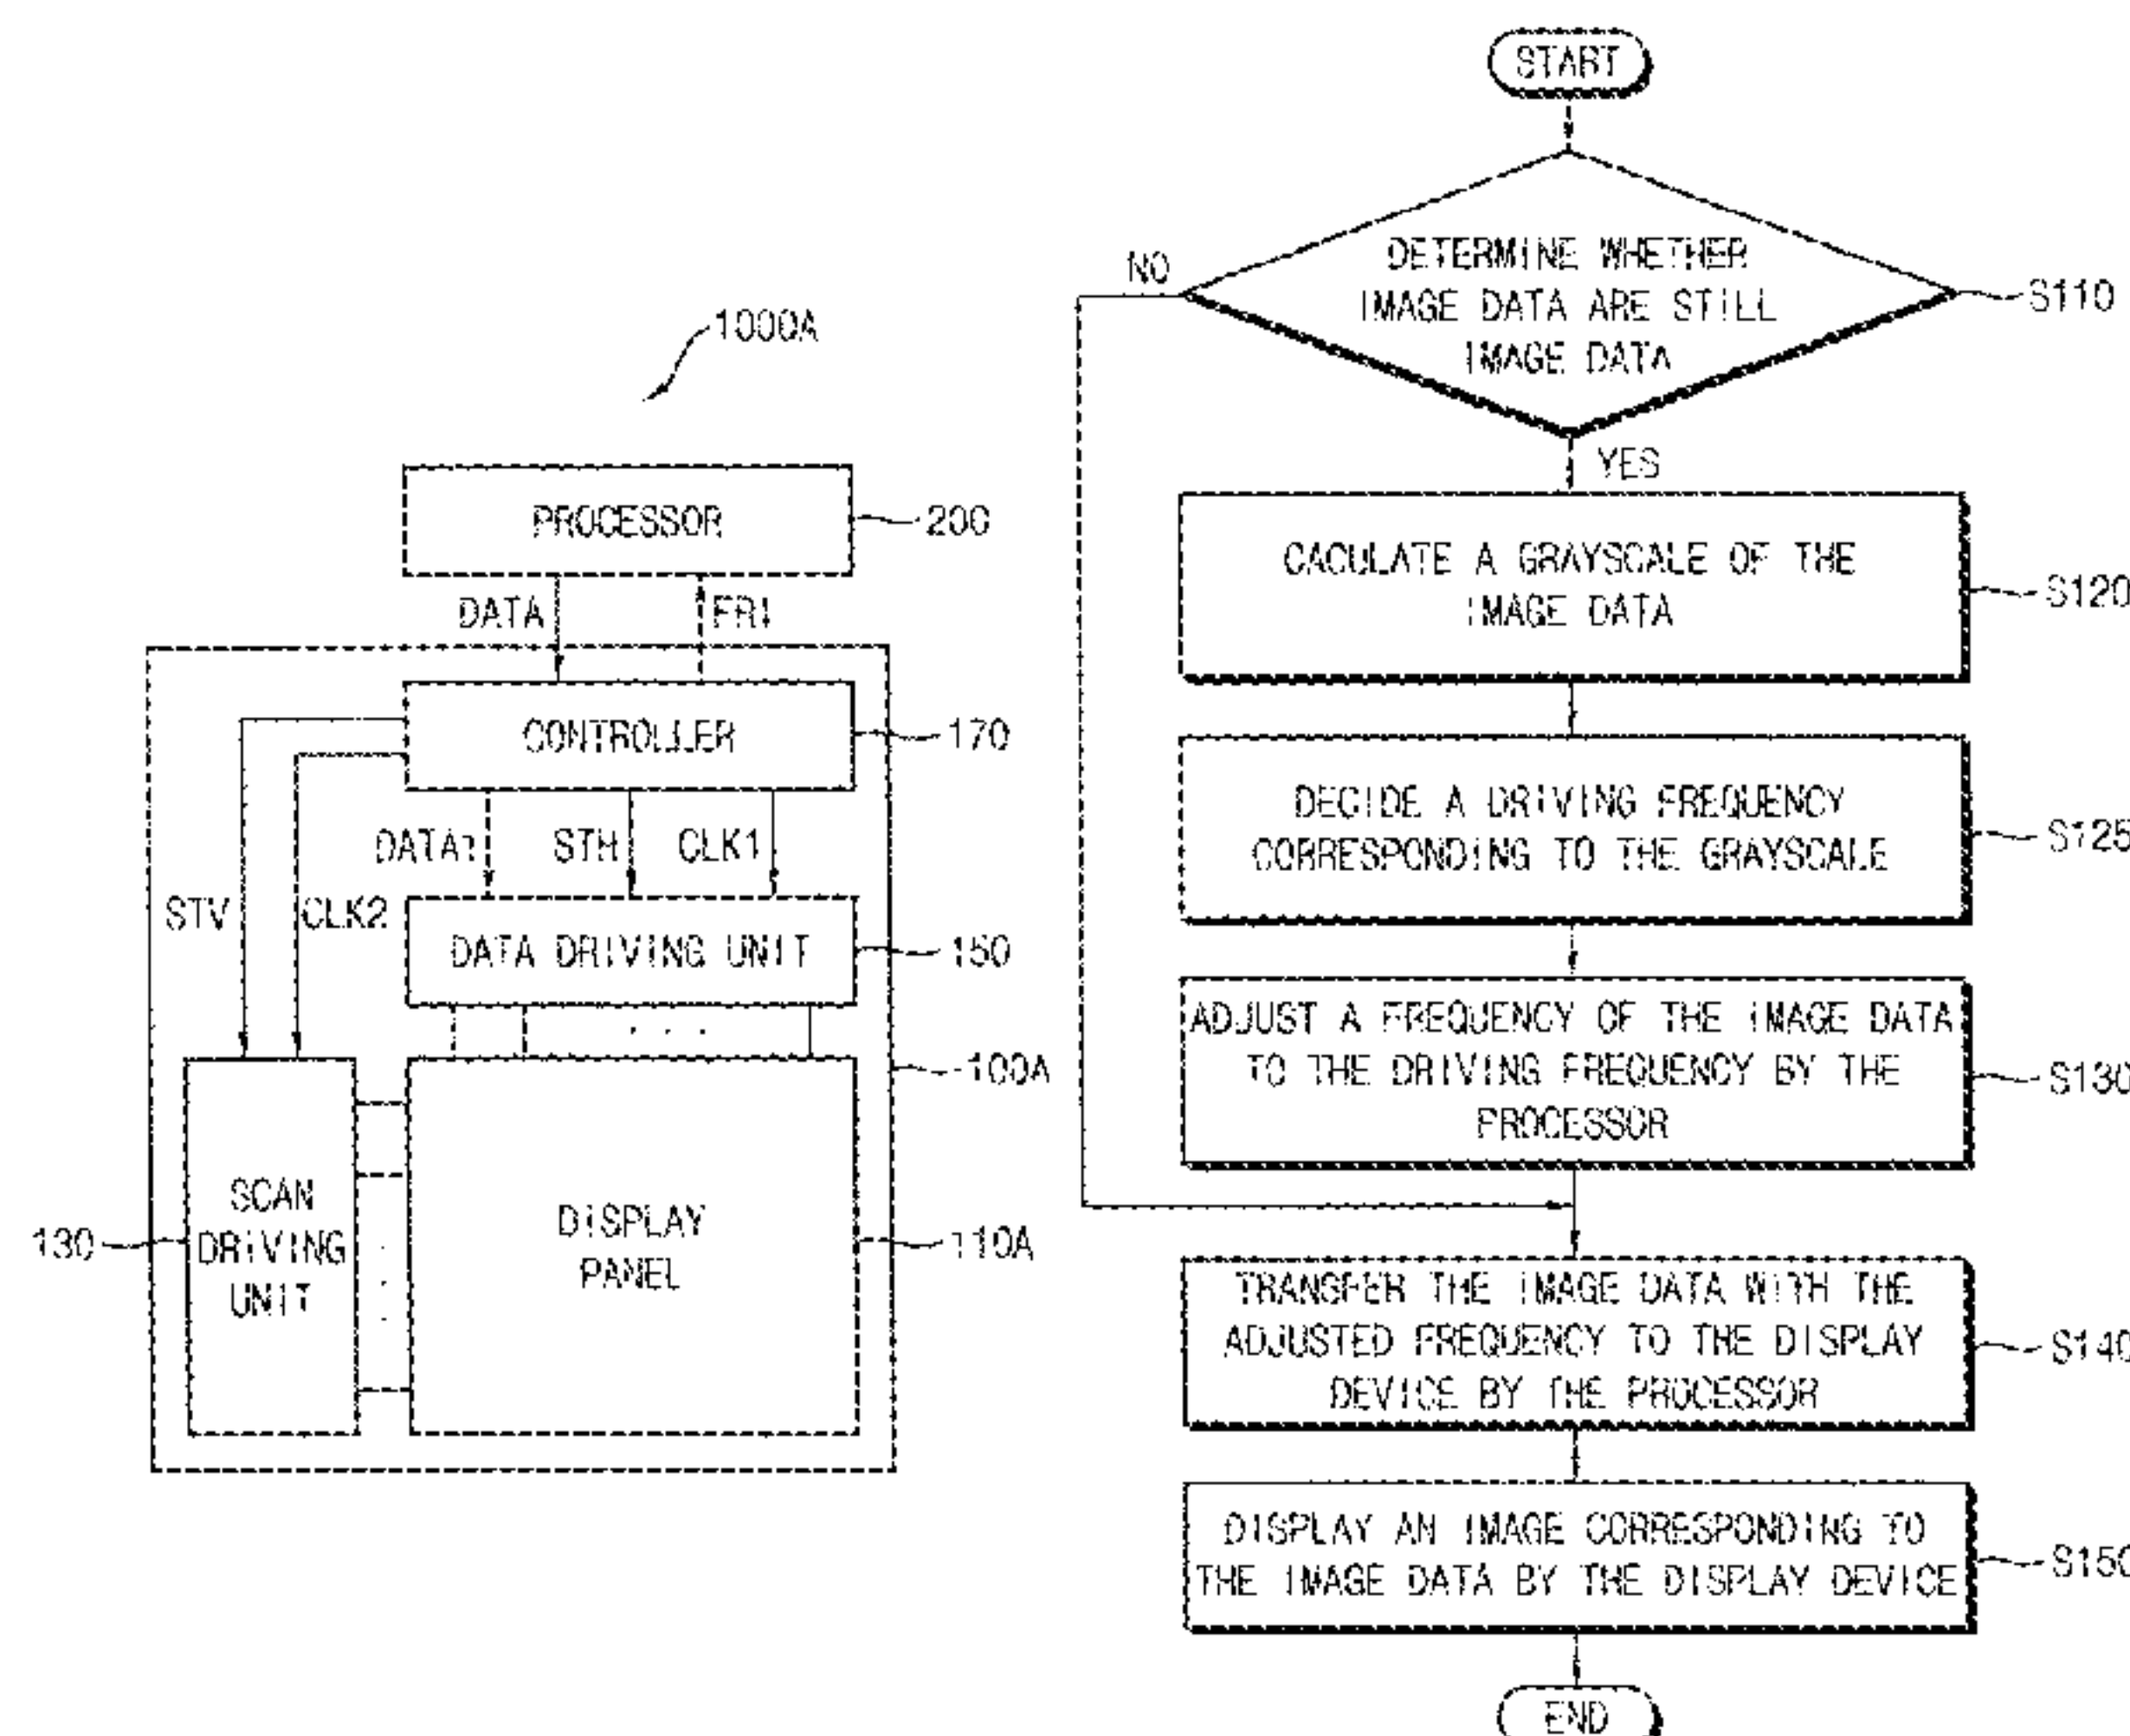 1000A
PROCESSOR
200
DATA
FRI
CONTROLLER
170
DATA1
STH
CLK1
STV
CLK2
DATA DRIVING UNIT
150
100A
SCAN
DRIVING
UNIT
130
DISPLAY
PANEL
110A
START
DETERMINE WHETHER
IMAGE DATA ARE STILL
IMAGE DATA
S110
NO
YES
CACULATE A GRAYSCALE OF THE
IMAGE DATA
S120
DECIDE A DRIVING FREQUENCY
CORRESPONDING TO THE GRAYSCALE
S125
ADJUST A FREQUENCY OF THE IMAGE DATA
TO THE DRIVING FREQUENCY BY THE
PROCESSOR
S130
TRANSFER THE IMAGE DATA WITH THE
ADJUSTED FREQUENCY TO THE DISPLAY
DEVICE BY THE PROCESSOR
S140
DISPLAY AN IMAGE CORRESPONDING TO
THE IMAGE DATA BY THE DISPLAY DEVICE
S150
END